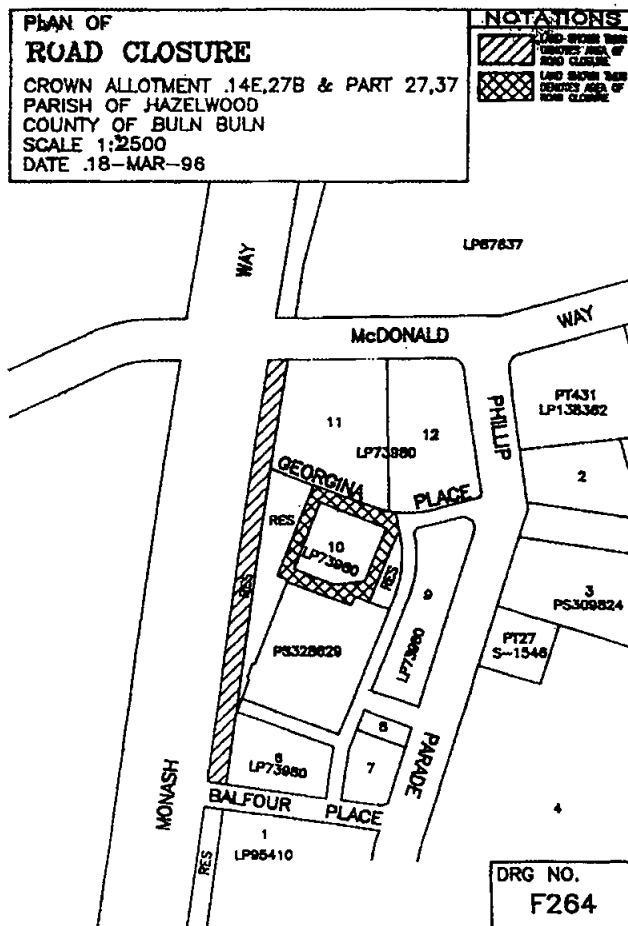 PLAN OF
ROAD CLOSURE
CROWN ALLOTMENT .14E,27B & PART 27,37
PARISH OF HAZELWOOD
COUNTY OF BULN BULN
SCALE 1:2500
DATE .18-MAR-96
NOTATIONS
LAND SHOWN THUS
DENOTES AREA OF
ROAD CLOSURE
LAND SHOWN THUS
DENOTES AREA OF
ROAD CLOSURE
WAY
LP67637
McDONALD
WAY
PHILLIP
PT431
LP138382
11
12
LP73980
GEORGINA
PLACE
2
RES
10
LP73980
RES
RES
9
LP73980
3
PS309824
PT27
S-1546
PS328629
8
PARADE
6
LP73980
7
MONASH
BALFOUR PLACE
4
1
LP95410
RES
DRG NO.
F264